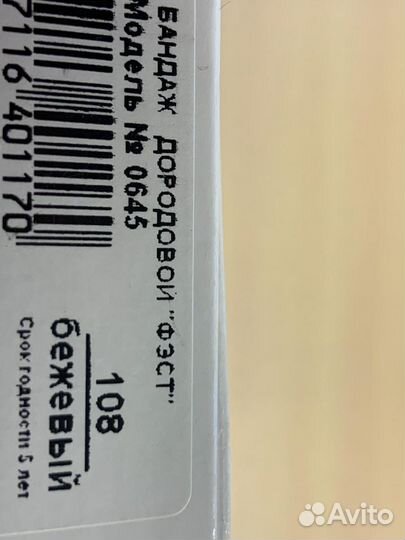 БАНДАЖ ДОРОДОВОЙ "ФЭСТ"
Модель № 0645
7116 401170
108
бежевый
Срок годности 5 лет
Avito